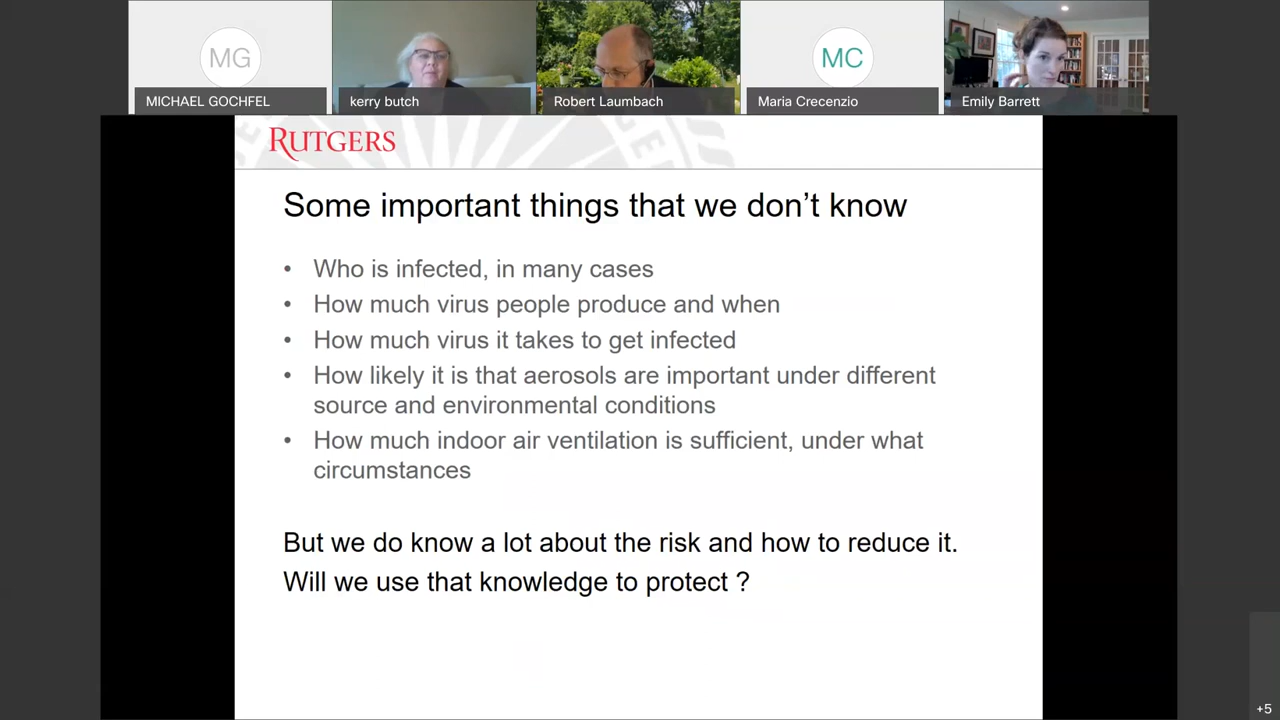 MG
MC
MICHAEL GOCHFEL
kerry butch
Robert Laumbach
Maria Crecenzio
Emily Barrett
RUTGERS
Some important things that we don't know
• Who is infected, in many cases
• How much virus people produce and when
• How much virus it takes to get infected
• How likely it is that aerosols are important under different
source and environmental conditions
• How much indoor air ventilation is sufficient, under what
circumstances
But we do know a lot about the risk and how to reduce it.
Will we use that knowledge to protect ?
+5